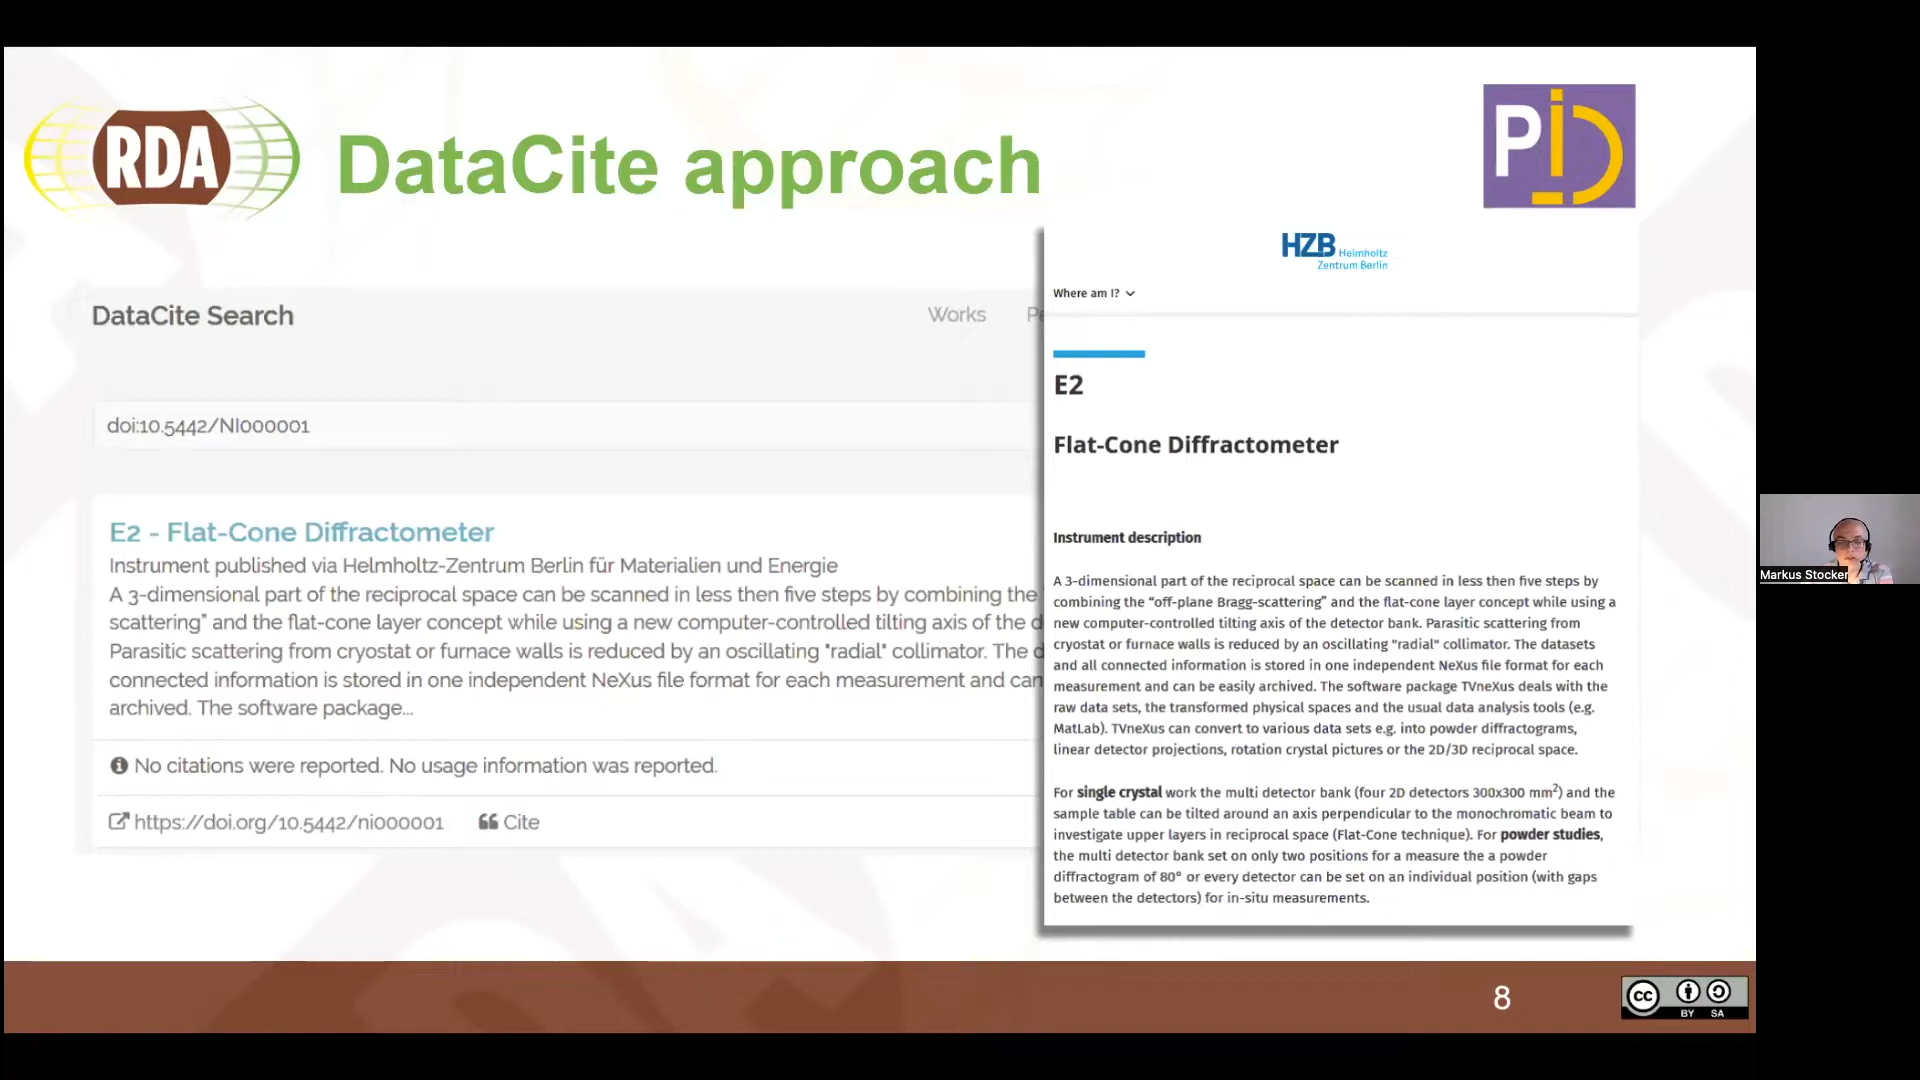 RDA
DataCite approach
PiD
HZB Helmholtz
Zentrum Berlin
DataCite Search
Works
Pe
Where am I?
doi:10.5442/NI000001
E2 - Flat-Cone Diffractometer
Instrument published via Helmholtz-Zentrum Berlin für Materialien und Energie
A 3-dimensional part of the reciprocal space can be scanned in less then five steps by combining the
scattering” and the flat-cone layer concept while using a new computer-controlled tilting axis of the d
Parasitic scattering from cryostat or furnace walls is reduced by an oscillating "radial" collimator. The d
connected information is stored in one independent NeXus file format for each measurement and can
archived. The software package...
No citations were reported. No usage information was reported.
https://doi.org/10.5442/ni000001
Cite
E2
Flat-Cone Diffractometer
Instrument description
A 3-dimensional part of the reciprocal space can be scanned in less then five steps by
combining the “off-plane Bragg-scattering” and the flat-cone layer concept while using a
new computer-controlled tilting axis of the detector bank. Parasitic scattering from
cryostat or furnace walls is reduced by an oscillating "radial" collimator. The datasets
and all connected information is stored in one independent NeXus file format for each
measurement and can be easily archived. The software package TVneXus deals with the
raw data sets, the transformed physical spaces and the usual data analysis tools (e.g.
MatLab). TVneXus can convert to various data sets e.g. into powder diffractograms,
linear detector projections, rotation crystal pictures or the 2D/3D reciprocal space.
For single crystal work the multi detector bank (four 2D detectors 300x300 mm²) and the
sample table can be tilted around an axis perpendicular to the monochromatic beam to
investigate upper layers in reciprocal space (Flat-Cone technique). For powder studies,
the multi detector bank set on only two positions for a measure the a powder
diffractogram of 80° or every detector can be set on an individual position (with gaps
between the detectors) for in-situ measurements.
Markus Stocker
8
cc
BY SA